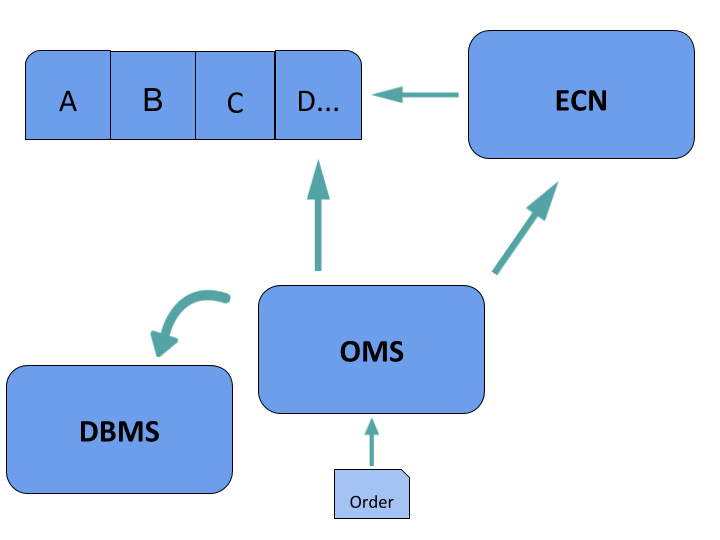 A B C D...
ECN
OMS
DBMS
Order